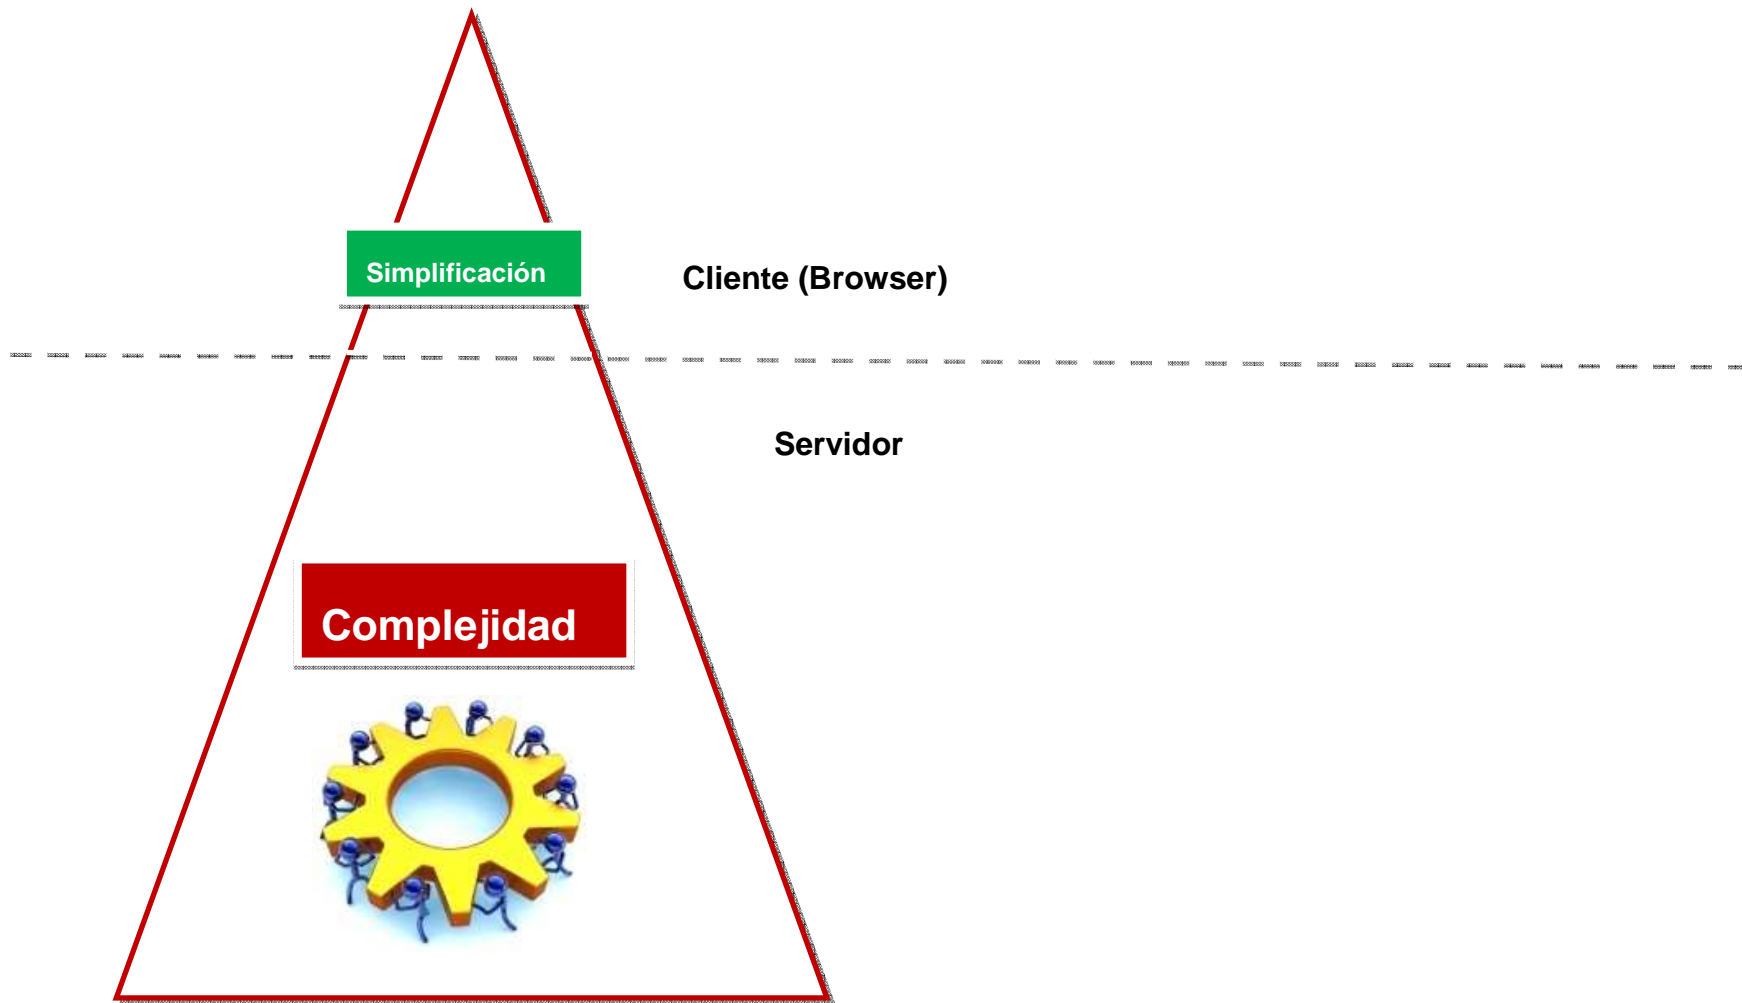 Simplificación
Cliente (Browser)
Servidor
Complejidad